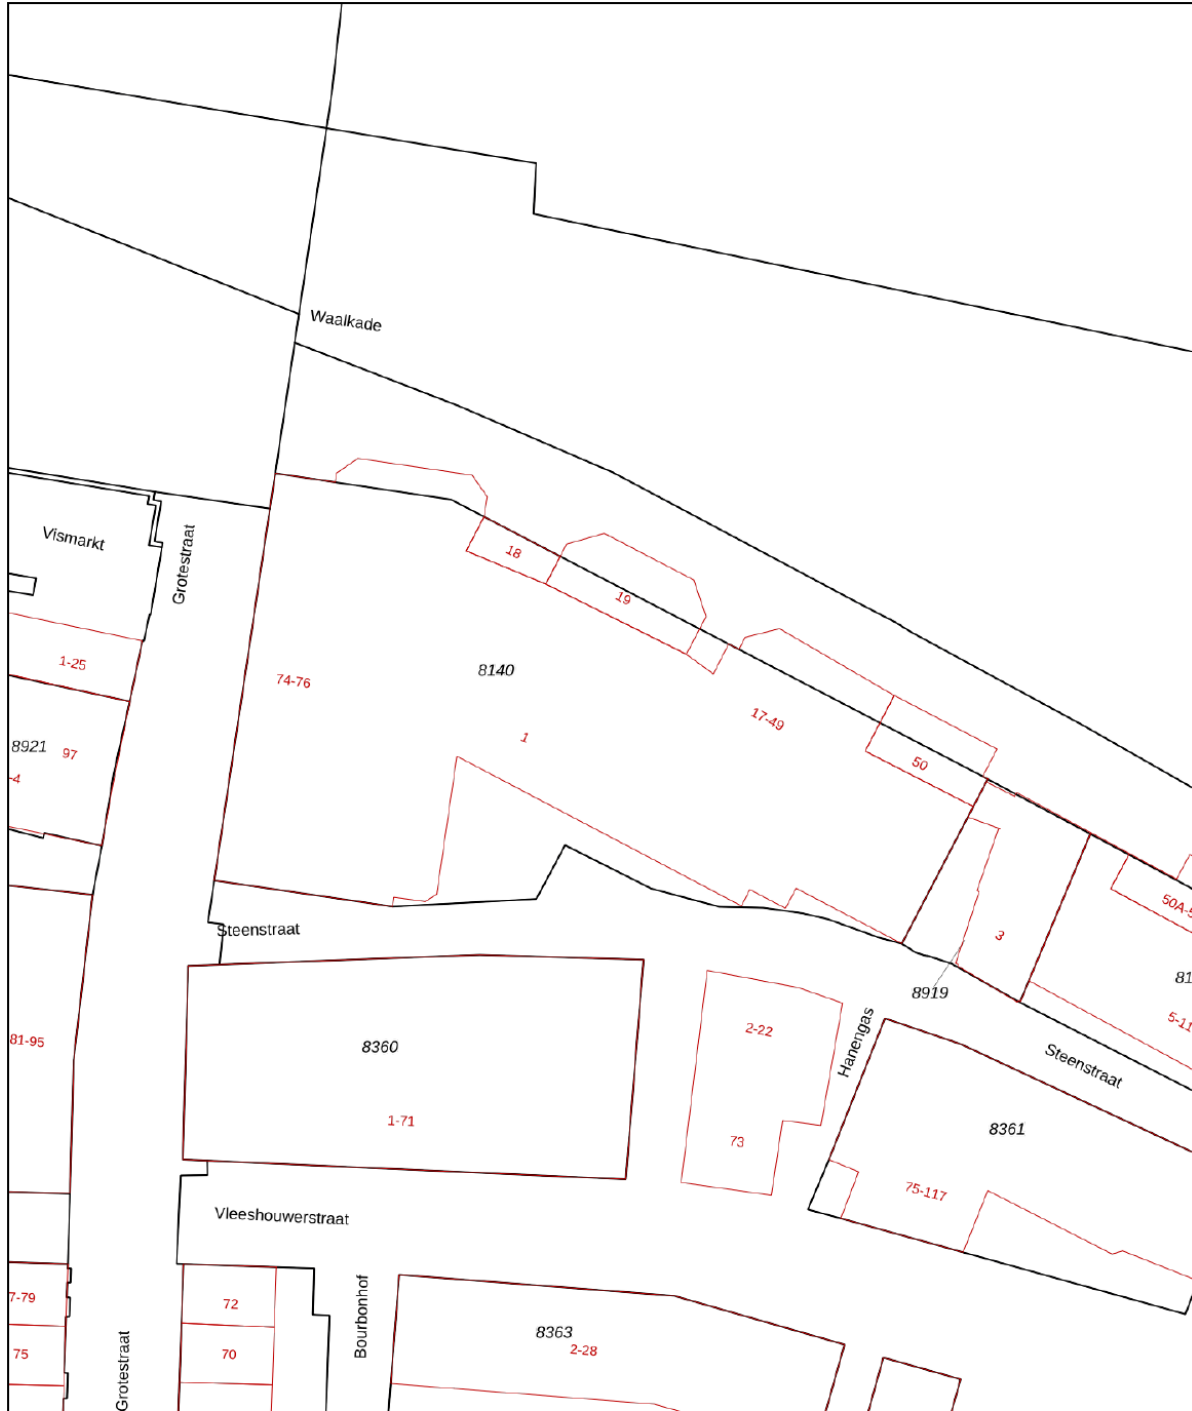 Waalkade
Vismarkt
Grotestraat
18
19
1-25
74-76
8140
17-49
1
8921
97
-4
50
50A-5
3
81
8919
5-11
Steenstraat
81-95
8360
1-71
2-22
73
Hanengas
Steenstraat
8361
75-117
Vleeshouwerstraat
7-79
72
75
70
Grotestraat
Bourbonhof
8363
2-28